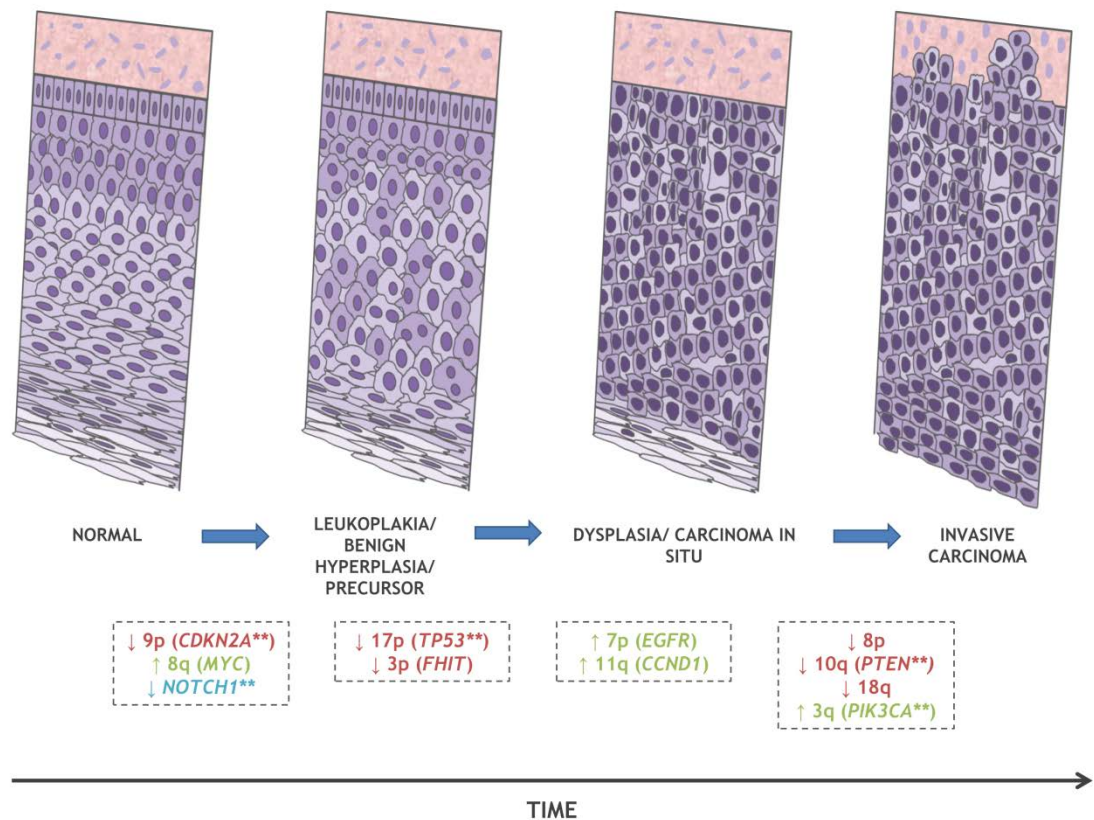 NORMAL
LEUKOPLAKIA/
BENIGN
HYPERPLASIA/
PRECURSOR
DYSPLASIA/ CARCINOMA IN
SITU
INVASIVE
CARCINOMA
↓ 9p (CDKN2A**)
↑ 8q (MYC)
↓ NOTCH1**
↓ 17p (TP53**)
↓ 3p (FHIT)
↑ 7p (EGFR)
↑ 11q (CCND1)
↓ 8p
↓ 10q (PTEN**)
↓ 18q
↑ 3q (PIK3CA**)
TIME